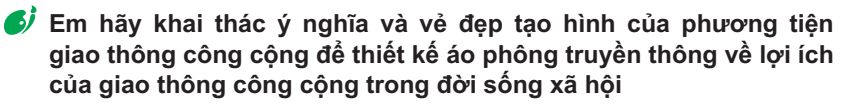 Em hãy khai thác ý nghĩa và vẻ đẹp tạo hình của phương tiện
giao thông công cộng để thiết kế áo phông truyền thông về lợi ích
của giao thông công cộng trong đời sống xã hội